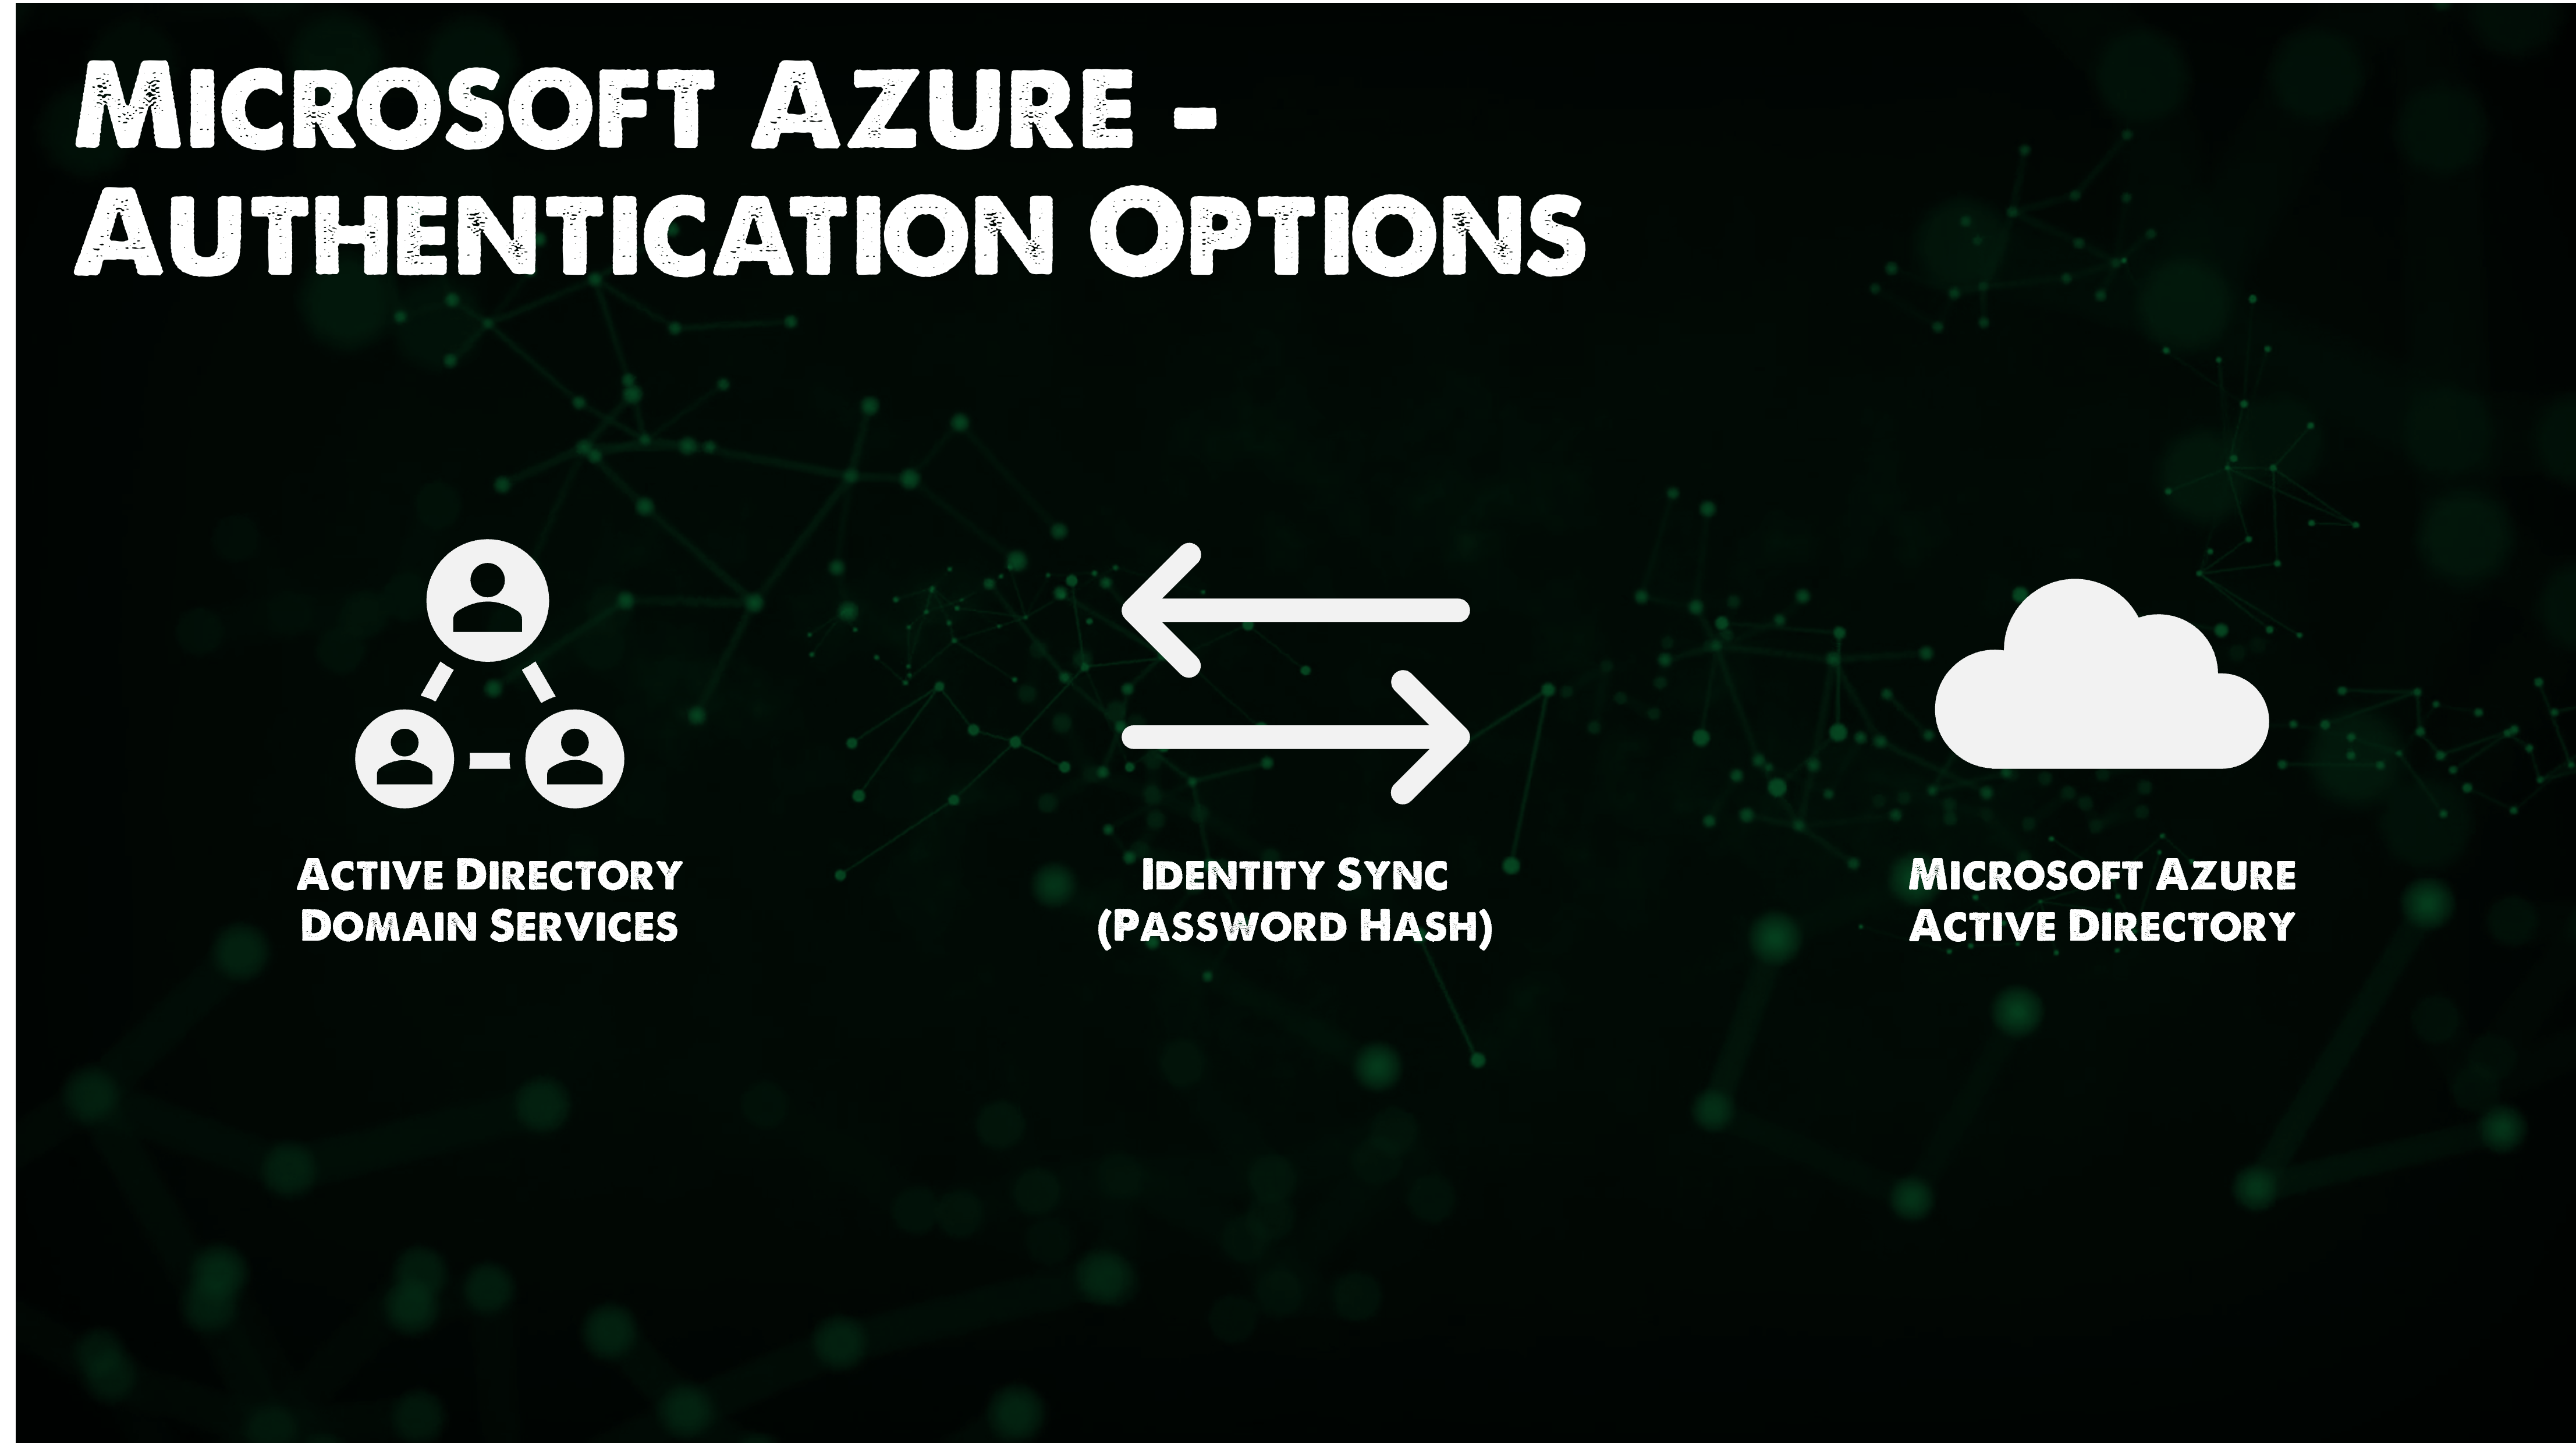 Microsoft Azure -
Authentication Options
Active Directory
Domain Services
Identity Sync
(Password Hash)
Microsoft Azure
Active Directory